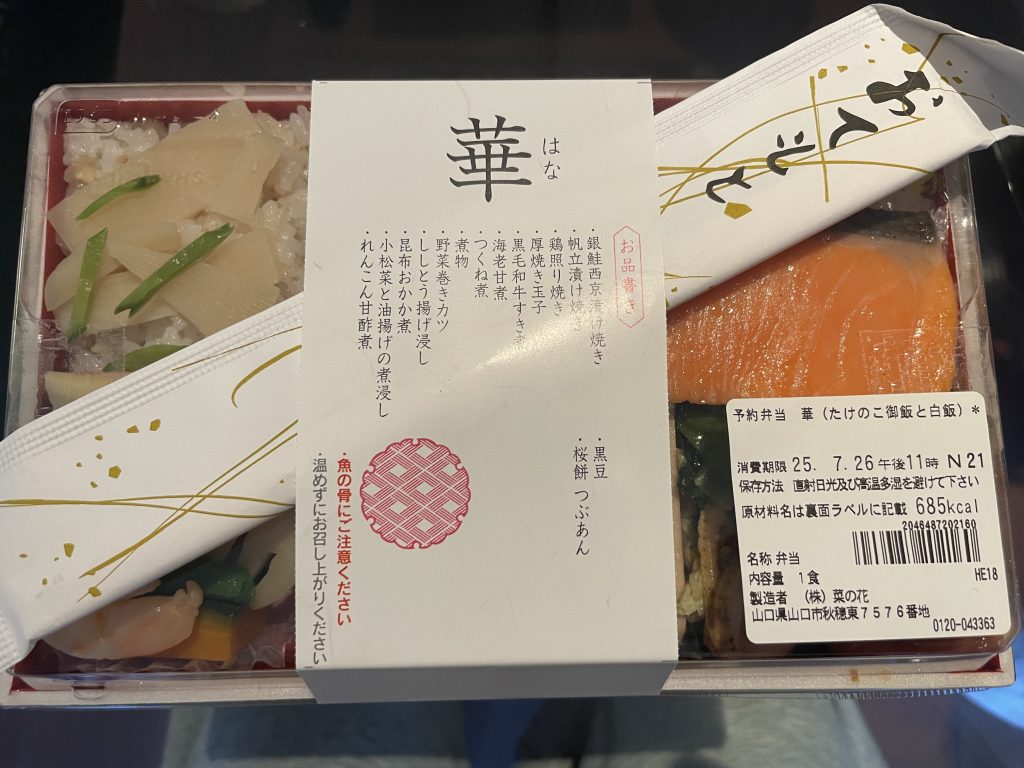 華
はな
お品書き
・銀鮭西京漬け焼き
・帆立漬け焼き
・鶏照り焼き
・厚焼き玉子
・黒毛和牛すき煮
・海老甘煮
・つくね煮
・煮物
・野菜巻きカツ
・ししとう揚げ浸し
・昆布おかか煮
・小松菜と油揚げの煮浸し
・れんこん甘酢煮
・黒豆
・桜餅 つぶあん
・魚の骨にご注意ください
・温めずにお召し上がりください
おてもと
予約弁当 華(たけのこ御飯と白飯)*
消費期限 25. 7.26午後11時 N21
保存方法 直射日光及び高温多湿を避けて下さい
原材料名は裏面ラベルに記載 685kcal
2046487202160
名称 弁当
内容量 1食
HE18
製造者 (株)菜の花
山口県山口市秋穂東7576番地
0120-043363